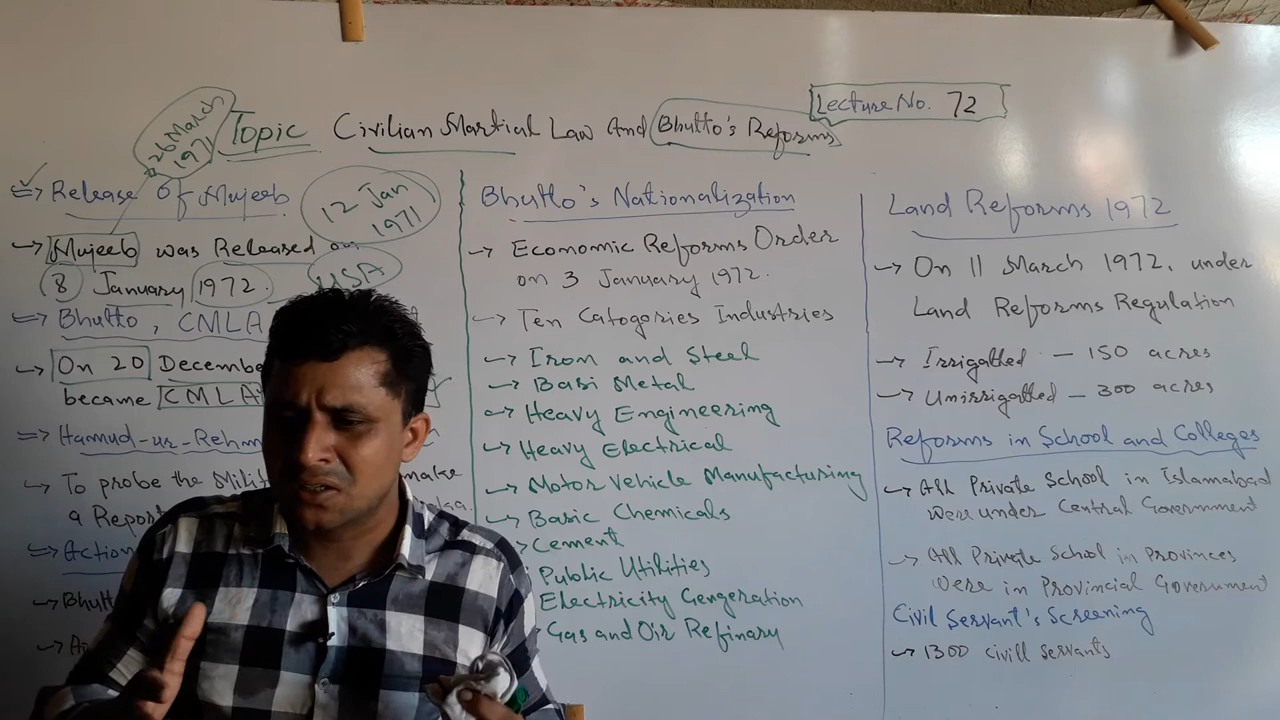 Lecture No. 72
Topic Civilian Martial Law And Bhutto's Reforms
26 March
1971
=> Release Of Mujeeb
12 Jan
1971
→ Mujeeb was Released on
8 January 1972.
USA
=> Bhutto, CMLA
→ On 20 Decembe
became CMLA
=> Hamud-ur-Rehm
→ To probe the Milit make
a Repor
=> Action
→ Bhutt
Bhutto's Nationalization
→ Economic Reforms Order
on 3 January 1972.
→ Ten Catogories Industries
→ Iron and Steel
→ Basi Metal
→ Heavy Engineering
→ Heavy Electrical
→ Motor Vehicle Manufacturing
→ Basic Chemicals
→ Cement
Public Utilities
Electricity Gengeration
Gas and Oir Refinary
Land Reforms 1972
→ On 11 March 1972, under
Land Reforms Regulation
→ Irrigatted - 150 acres
→ Unirrigatted - 300 acres
Reforms in School and Colleges
→ All Private School in Islamabad
were under Central Government
→ All Private School in Provinces
were in Provincial Government
Civil Servant's Screening
→ 1300 civill servants